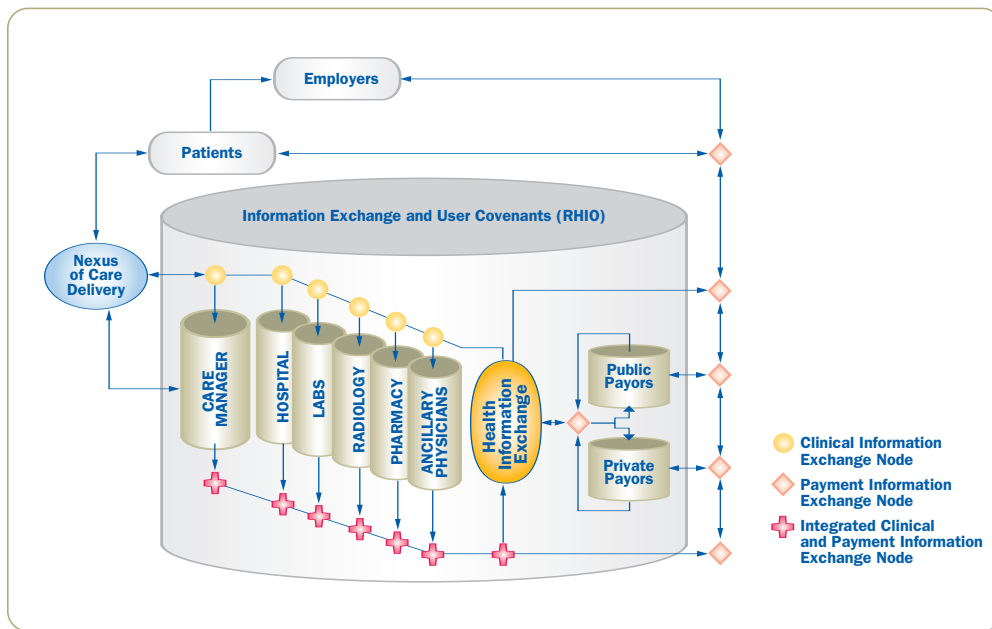 Employers
Patients
Information Exchange and User Covenants (RHIO)
Nexus
of Care
Delivery
CARE
MANAGER
HOSPITAL
LABS
RADIOLOGY
PHARMACY
ANCILLARY
PHYSICIANS
Health
Information
Exchange
Public
Payors
Private
Payors
Clinical Information
Exchange Node
Payment Information
Exchange Node
Integrated Clinical
and Payment Information
Exchange Node